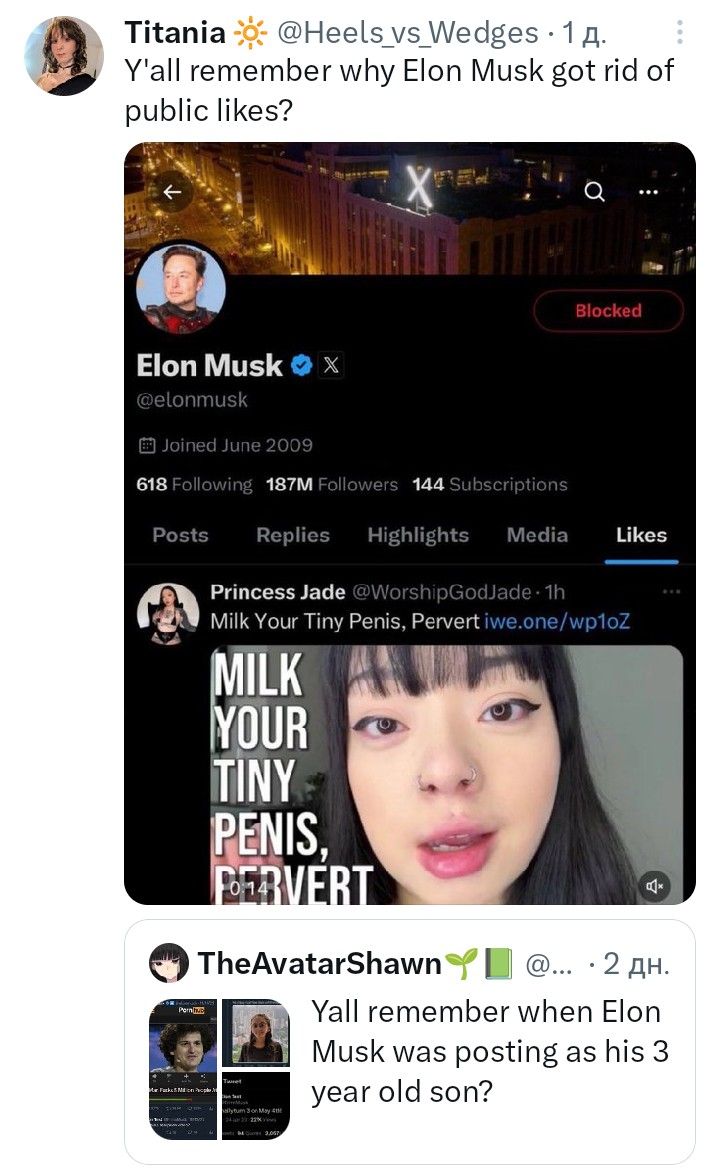 Titania 🔆 @Heels_vs_Wedges · 1 д.
Y'all remember why Elon Musk got rid of
public likes?
X
Blocked
Elon Musk
@elonmusk
Joined June 2009
618 Following 187M Followers 144 Subscriptions
Posts Replies Highlights Media Likes
Princess Jade @WorshipGodJade · 1h
Milk Your Tiny Penis, Pervert iwe.one/wp1oZ
MILK
YOUR
TINY
PENIS,
PERVERT
0:14
TheAvatarShawn🌱📗 @... · 2 дн.
Yall remember when Elon
Musk was posting as his 3
year old son?
Pornhub
Tweet